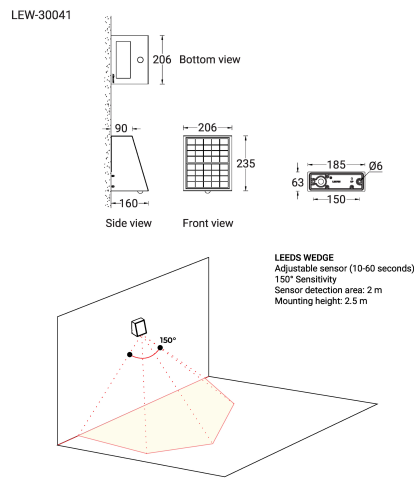 LEW-30041
206 Bottom view
90
206
235
160
Side view
Front view
185
Ø6
63
LEEDS
150
LEEDS WEDGE
Adjustable sensor (10-60 seconds)
150° Sensitivity
Sensor detection area: 2 m
Mounting height: 2.5 m
150°